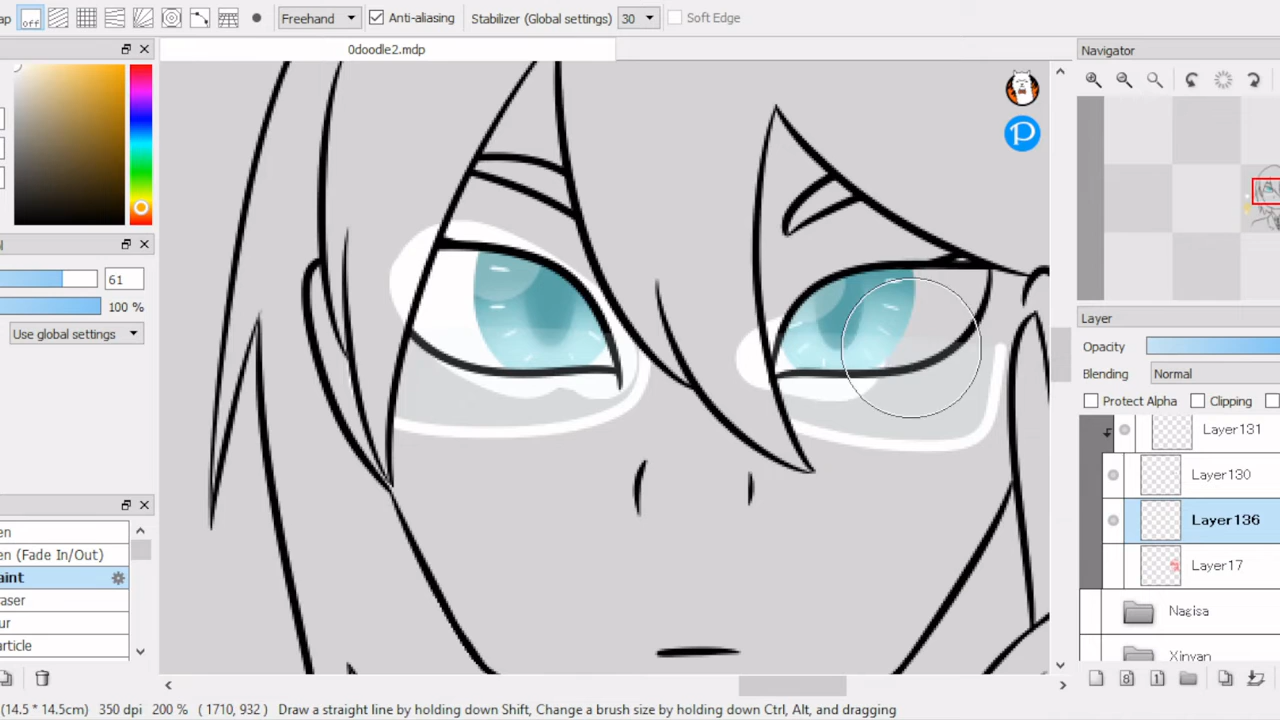 ap
off
Freehand
Anti-aliasing
Stabilizer (Global settings)
30
Soft Edge
0doodle2.mdp
Navigator
61
100 %
Use global settings
Layer
Opacity
Blending
Normal
Protect Alpha
Clipping
Layer131
Layer130
Layer136
Layer17
Nagisa
Xinyan
en
en (Fade In/Out)
aint
raser
ur
article
(14.5 * 14.5cm) 350 dpi 200 % ( 1710, 932 ) Draw a straight line by holding down Shift, Change a brush size by holding down Ctrl, Alt, and dragging